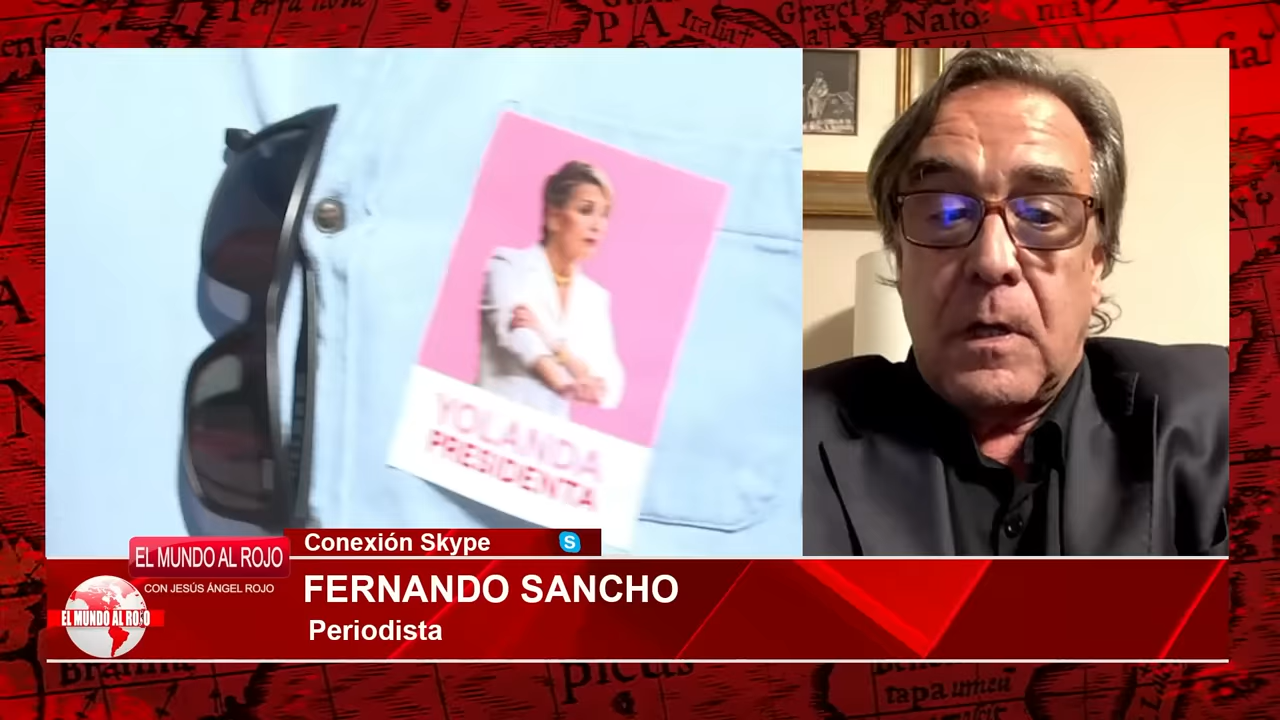 YOLANDA
PRESIDENTA
Conexión Skype
EL MUNDO AL ROJO
CON JESÚS ÁNGEL ROJO
FERNANDO SANCHO
EL MUNDO AL ROJO
Periodista
picus